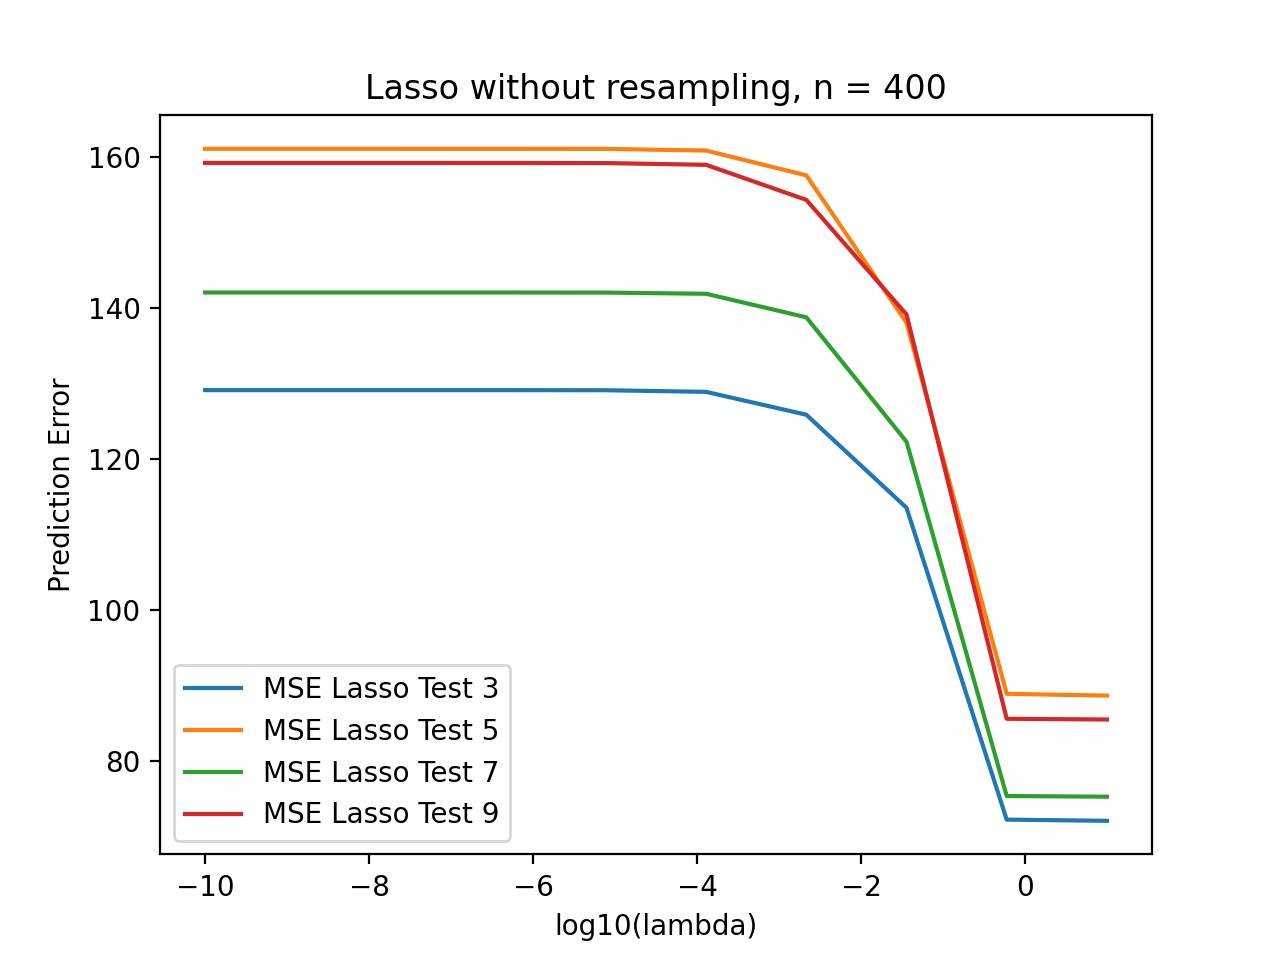 Lasso without resampling, n = 400
Prediction Error
160
140
120
100
80
MSE Lasso Test 3
MSE Lasso Test 5
MSE Lasso Test 7
MSE Lasso Test 9
−10 −8 −6 −4 −2 0
log10(lambda)